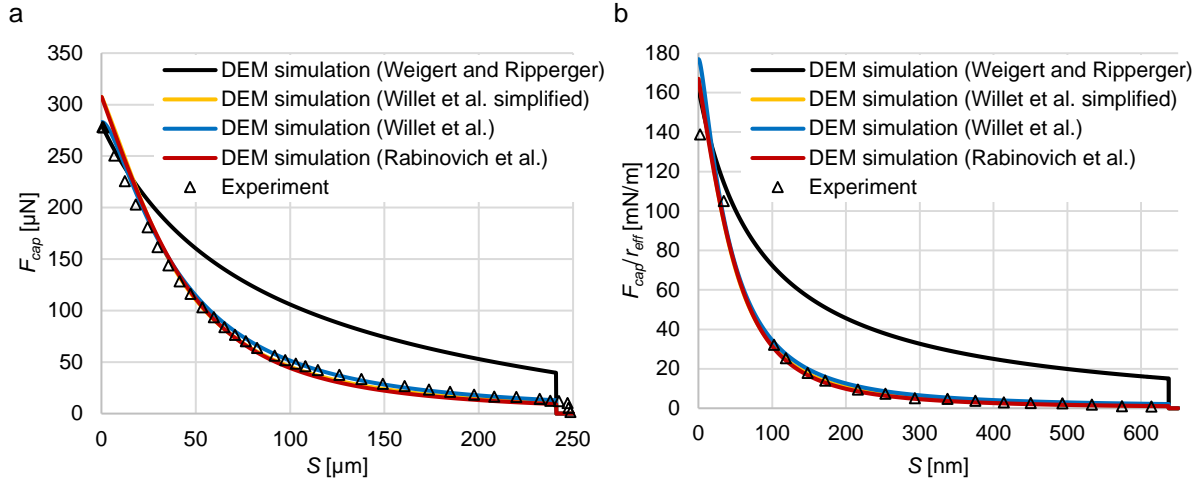 a
350
300
250
200
150
100
50
0
F_cap [µN]
DEM simulation (Weigert and Ripperger)
DEM simulation (Willet et al. simplified)
DEM simulation (Willet et al.)
DEM simulation (Rabinovich et al.)
Experiment
0 50 100 150 200 250
S [µm]
b
180
160
140
120
100
80
60
40
20
0
F_cap/r_eff [mN/m]
DEM simulation (Weigert and Ripperger)
DEM simulation (Willet et al. simplified)
DEM simulation (Willet et al.)
DEM simulation (Rabinovich et al.)
Experiment
0 100 200 300 400 500 600
S [nm]